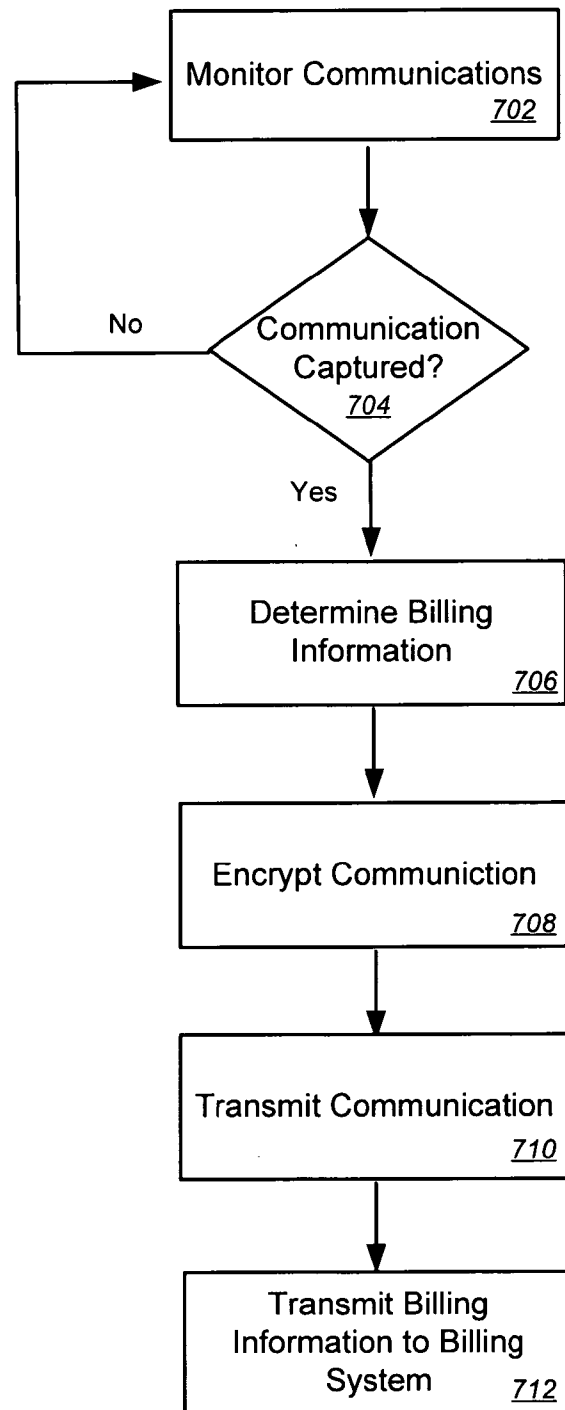 Monitor Communications
702
Communication
Captured?
704
No
Yes
Determine Billing
Information
706
Encrypt Communiction
708
Transmit Communication
710
Transmit Billing
Information to Billing
System
712